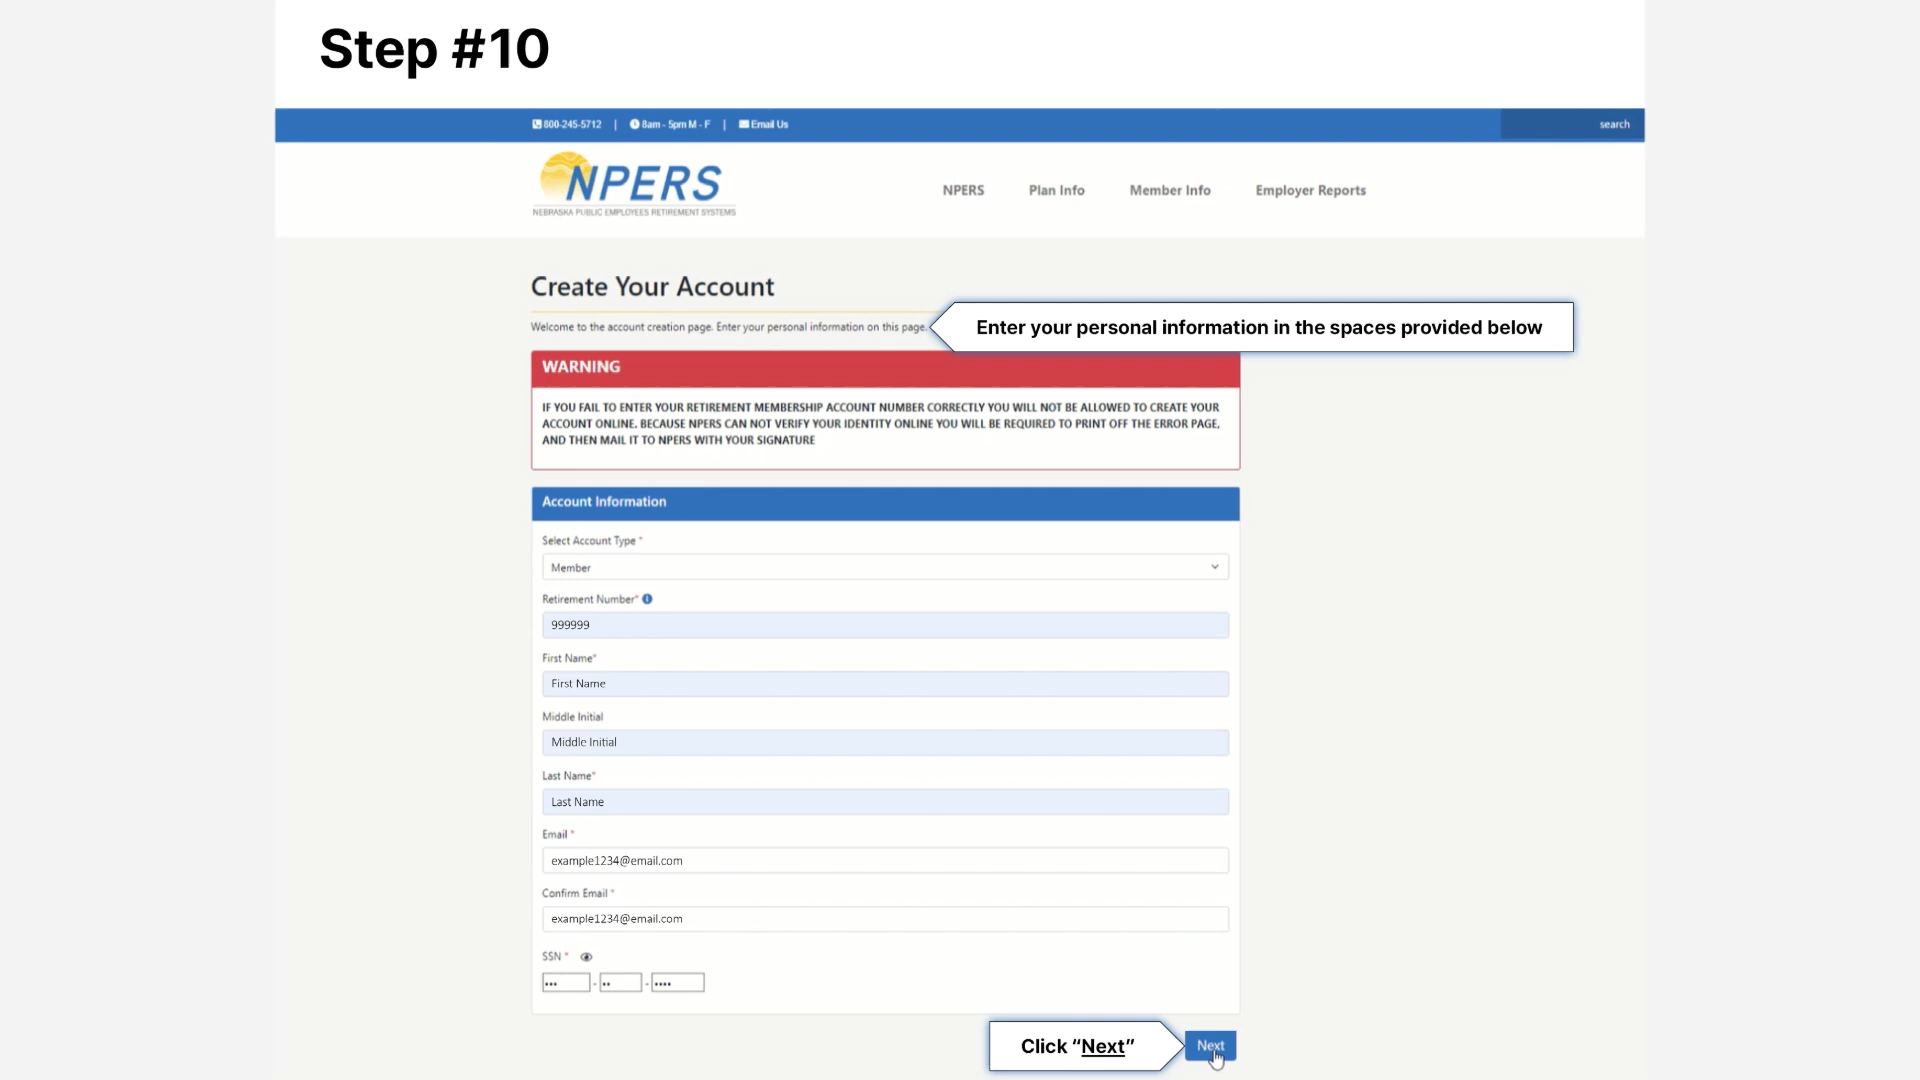 Step #10
800-245-5712 | 8am - 5pm M - F | Email Us
search
NPERS
NEBRASKA PUBLIC EMPLOYEES RETIREMENT SYSTEMS
NPERS Plan Info Member Info Employer Reports
Create Your Account
Welcome to the account creation page. Enter your personal information on this page.
Enter your personal information in the spaces provided below
WARNING
IF YOU FAIL TO ENTER YOUR RETIREMENT MEMBERSHIP ACCOUNT NUMBER CORRECTLY YOU WILL NOT BE ALLOWED TO CREATE YOUR
ACCOUNT ONLINE. BECAUSE NPERS CAN NOT VERIFY YOUR IDENTITY ONLINE YOU WILL BE REQUIRED TO PRINT OFF THE ERROR PAGE,
AND THEN MAIL IT TO NPERS WITH YOUR SIGNATURE
Account Information
Select Account Type *
Member
Retirement Number*
999999
First Name*
First Name
Middle Initial
Middle Initial
Last Name*
Last Name
Email *
example1234@email.com
Confirm Email *
example1234@email.com
SSN *
••• - •• - ••••
Click “Next”
Next